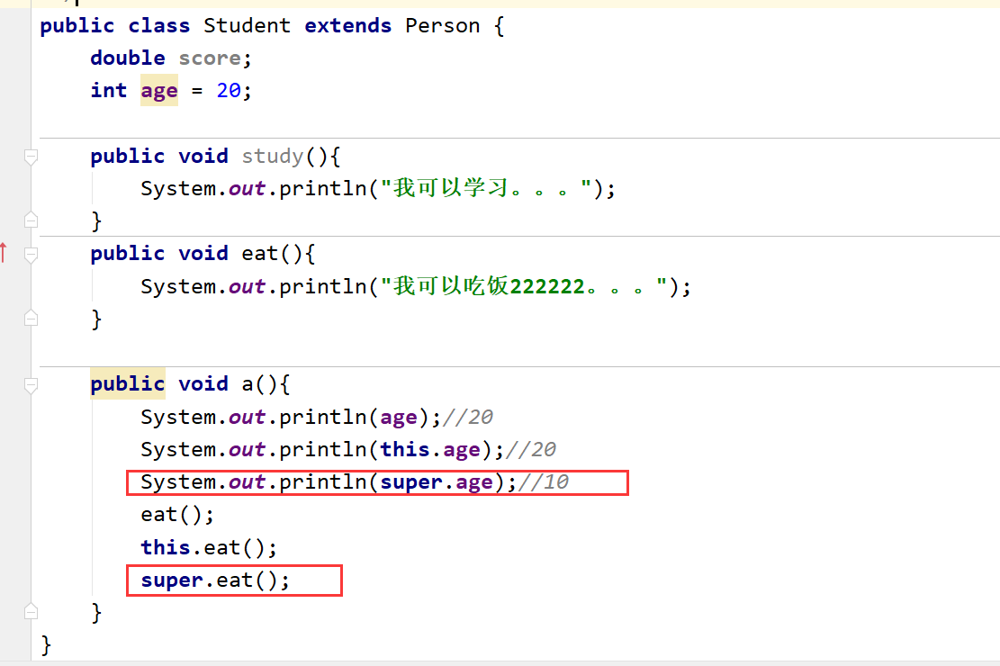 public class Student extends Person {
    double score;
    int age = 20;
    public void study(){
        System.out.println("我可以学习。。。");
    }
    public void eat(){
        System.out.println("我可以吃饭222222。。。");
    }
    public void a(){
        System.out.println(age);//20
        System.out.println(this.age);//20
        System.out.println(super.age);//10
        eat();
        this.eat();
        super.eat();
    }
}